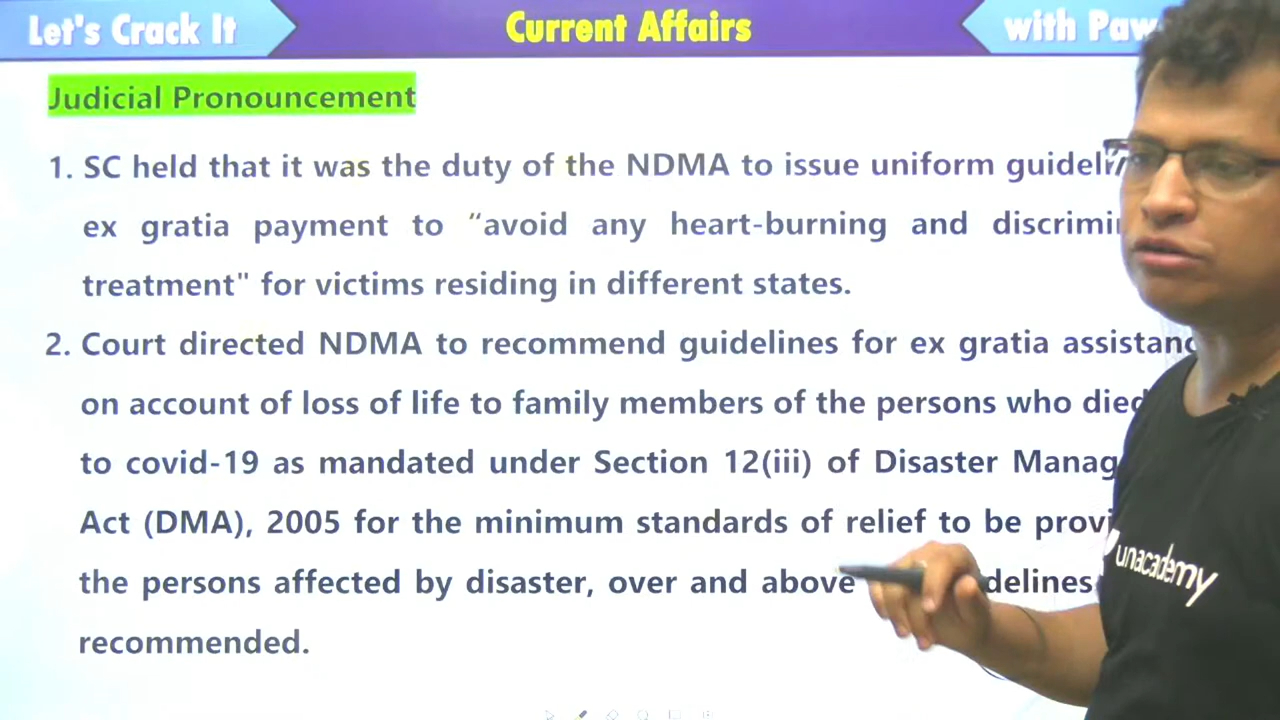 Let's Crack It
Current Affairs
with Paw
Judicial Pronouncement
1. SC held that it was the duty of the NDMA to issue uniform
ex gratia payment to “avoid any heart-burning and
treatment" for victims residing in different states.
2. Court directed NDMA to recommend guidelines for ex gratia
on account of loss of life to family members of the persons who died
to covid-19 as mandated under Section 12(iii) of Disaster
Act (DMA), 2005 for the minimum standards of relief to be
the persons affected by disaster, over and above
recommended.
unacademy